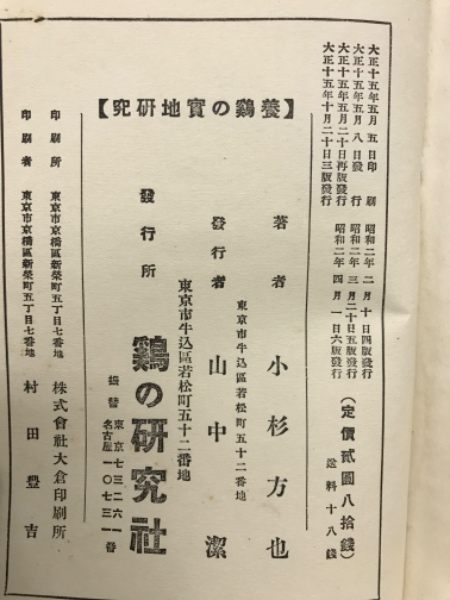 大正十五年五月五日印刷
大正十五年五月八日發行
大正十五年五月二十日再版發行
大正十五年十月二十日三版發行
昭和二年二月十日四版發行
昭和二年三月二十日五版發行
昭和二年四月一日六版發行
(定價貳圓八拾錢)
送料十八錢
【養鷄の實地硏究】
著者 小杉方也
東京市牛込區若松町五十二番地
發行者 山中潔
東京市牛込區若松町五十二番地
發行所 鷄の硏究社
振替 東京七三二六一番
名古屋一〇七三一番
印刷所 東京市京橋區新榮町五丁目七番地 株式會社大倉印刷所
印刷者 東京市京橋區新榮町五丁目七番地 村田豊吉